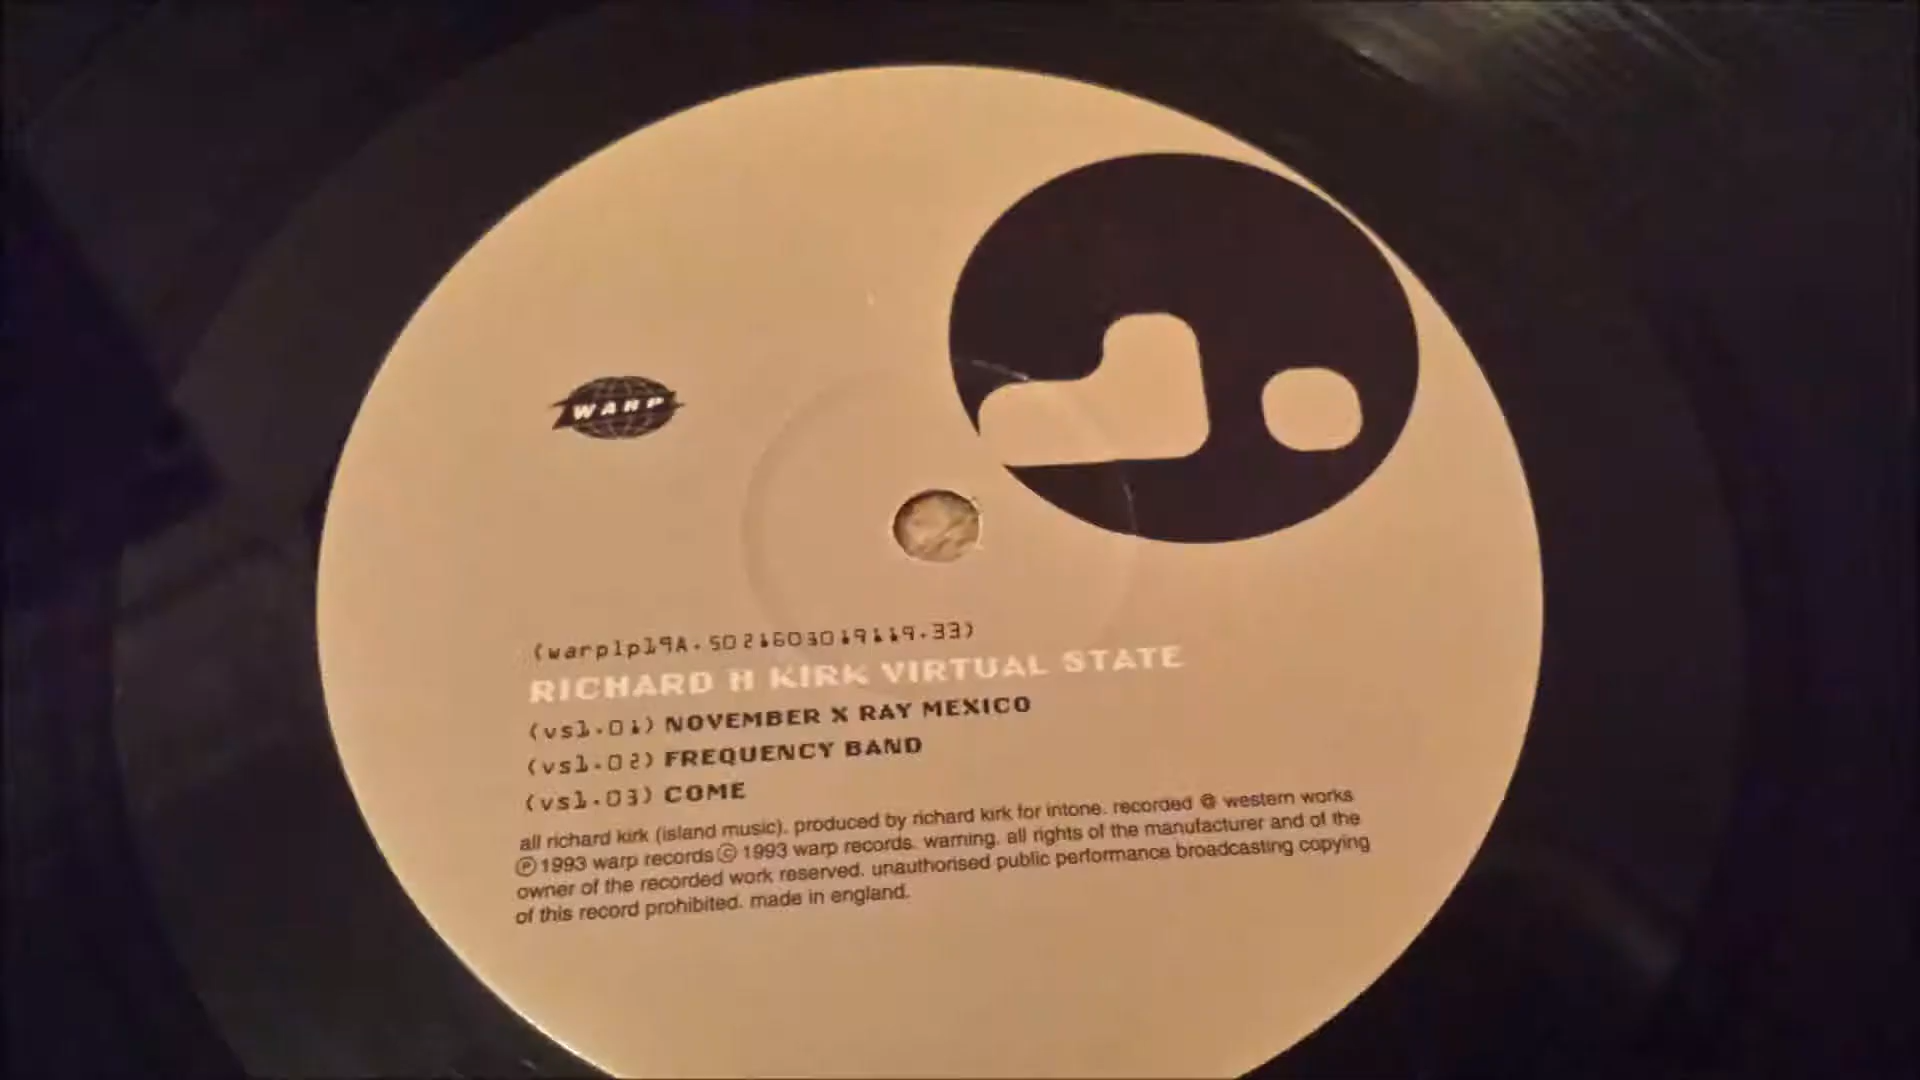 WARP
(warplp19A.5021603019119.33)
RICHARD H KIRK VIRTUAL STATE
(vs1.01) NOVEMBER X RAY MEXICO
(vs1.02) FREQUENCY BAND
(vs1.03) COME
all richard kirk (island music). produced by richard kirk for intone. recorded @ western works
℗ 1993 warp records © 1993 warp records. warning. all rights of the manufacturer and of the
owner of the recorded work reserved. unauthorised public performance broadcasting copying
of this record prohibited. made in england.